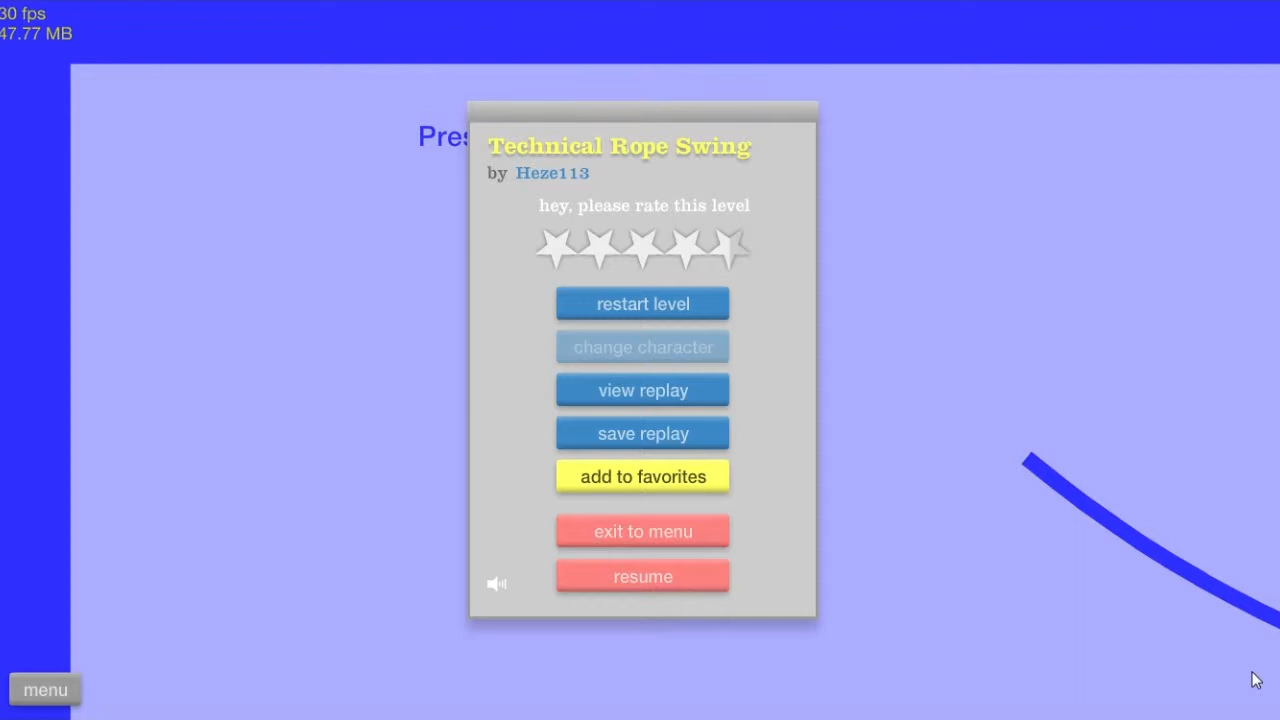 30 fps
47.77 MB
Technical Rope Swing
by Heze113
hey, please rate this level
restart level
change character
view replay
save replay
add to favorites
exit to menu
resume
menu